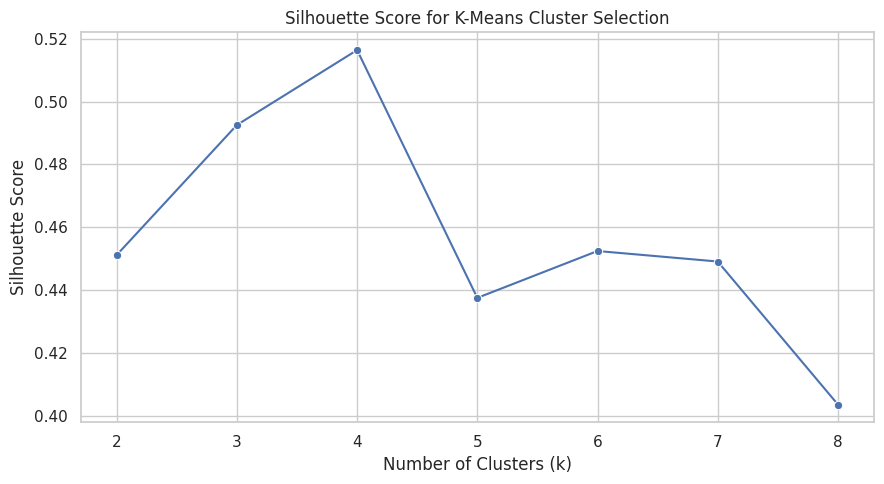 Silhouette Score for K-Means Cluster Selection
Silhouette Score
0.52
0.50
0.48
0.46
0.44
0.42
0.40
2 3 4 5 6 7 8
Number of Clusters (k)